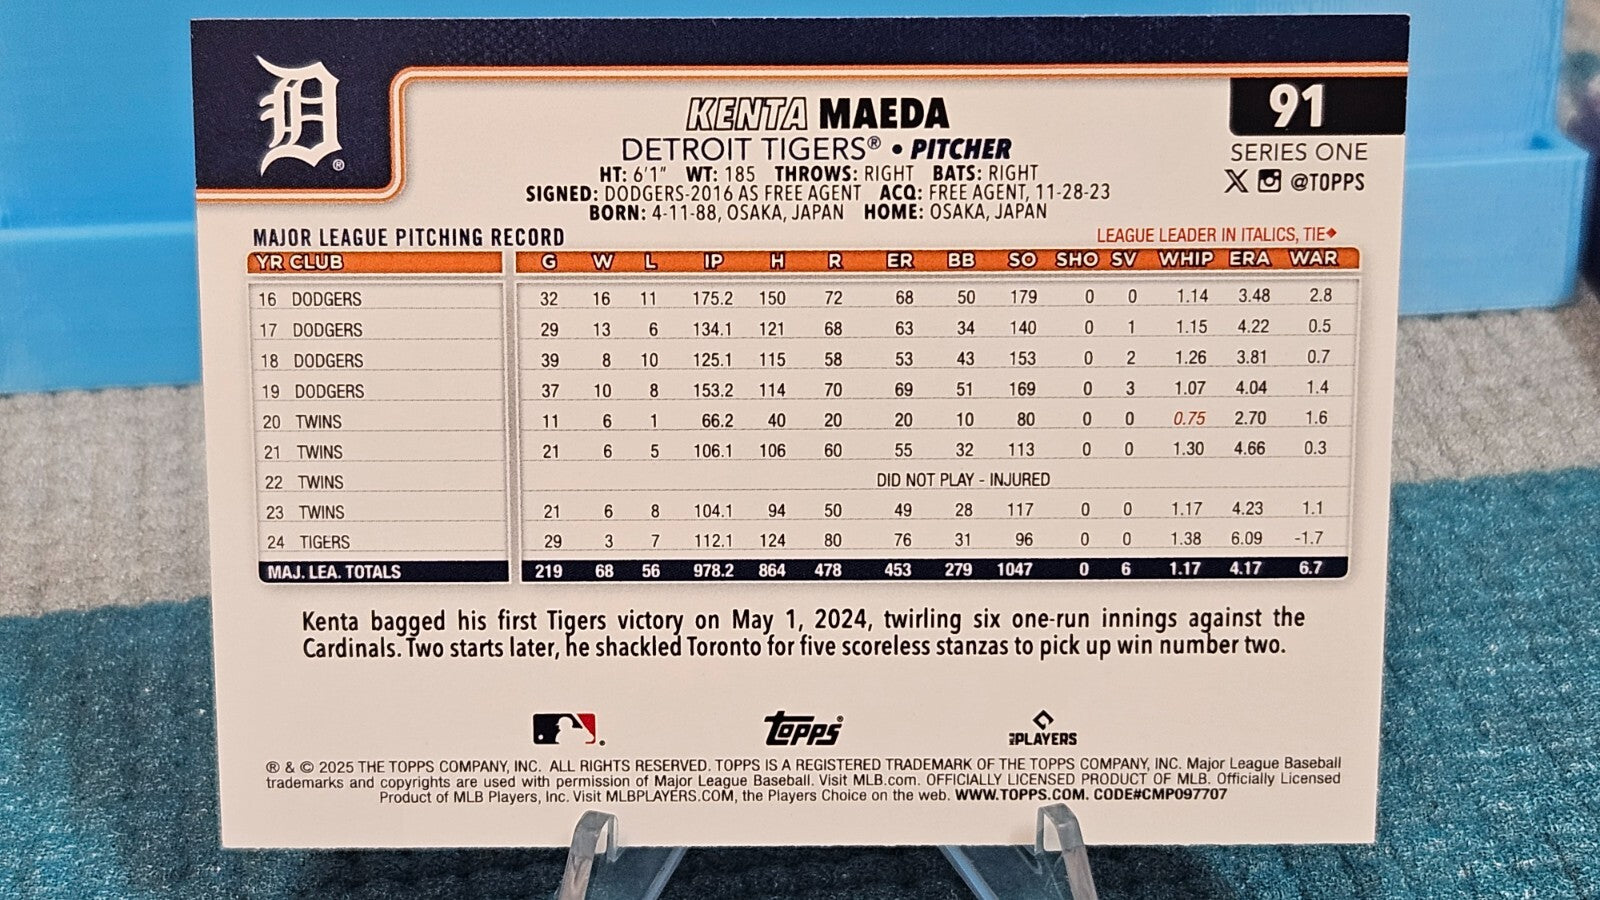 D®
91
KENTA MAEDA
DETROIT TIGERS® • PITCHER
SERIES ONE
@TOPPS
HT: 6'1" WT: 185 THROWS: RIGHT BATS: RIGHT
SIGNED: DODGERS-2016 AS FREE AGENT ACQ: FREE AGENT, 11-28-23
BORN: 4-11-88, OSAKA, JAPAN HOME: OSAKA, JAPAN
MAJOR LEAGUE PITCHING RECORD
LEAGUE LEADER IN ITALICS, TIE◆
YR CLUB G W L IP H R ER BB SO SHO SV WHIP ERA WAR
16 DODGERS 32 16 11 175.2 150 72 68 50 179 0 0 1.14 3.48 2.8
17 DODGERS 29 13 6 134.1 121 68 63 34 140 0 1 1.15 4.22 0.5
18 DODGERS 39 8 10 125.1 115 58 53 43 153 0 2 1.26 3.81 0.7
19 DODGERS 37 10 8 153.2 114 70 69 51 169 0 3 1.07 4.04 1.4
20 TWINS 11 6 1 66.2 40 20 20 10 80 0 0 0.75 2.70 1.6
21 TWINS 21 6 5 106.1 106 60 55 32 113 0 0 1.30 4.66 0.3
22 TWINS DID NOT PLAY - INJURED
23 TWINS 21 6 8 104.1 94 50 49 28 117 0 0 1.17 4.23 1.1
24 TIGERS 29 3 7 112.1 124 80 76 31 96 0 0 1.38 6.09 -1.7
MAJ. LEA. TOTALS 219 68 56 978.2 864 478 453 279 1047 0 6 1.17 4.17 6.7
Kenta bagged his first Tigers victory on May 1, 2024, twirling six one-run innings against the
Cardinals. Two starts later, he shackled Toronto for five scoreless stanzas to pick up win number two.
Topps®
MLBPLAYERS
® & © 2025 THE TOPPS COMPANY, INC. ALL RIGHTS RESERVED. TOPPS IS A REGISTERED TRADEMARK OF THE TOPPS COMPANY, INC. Major League Baseball
trademarks and copyrights are used with permission of Major League Baseball. Visit MLB.com. OFFICIALLY LICENSED PRODUCT OF MLB. Officially Licensed
Product of MLB Players, Inc. Visit MLBPLAYERS.COM, the Players Choice on the web. WWW.TOPPS.COM. CODE#CMP097707